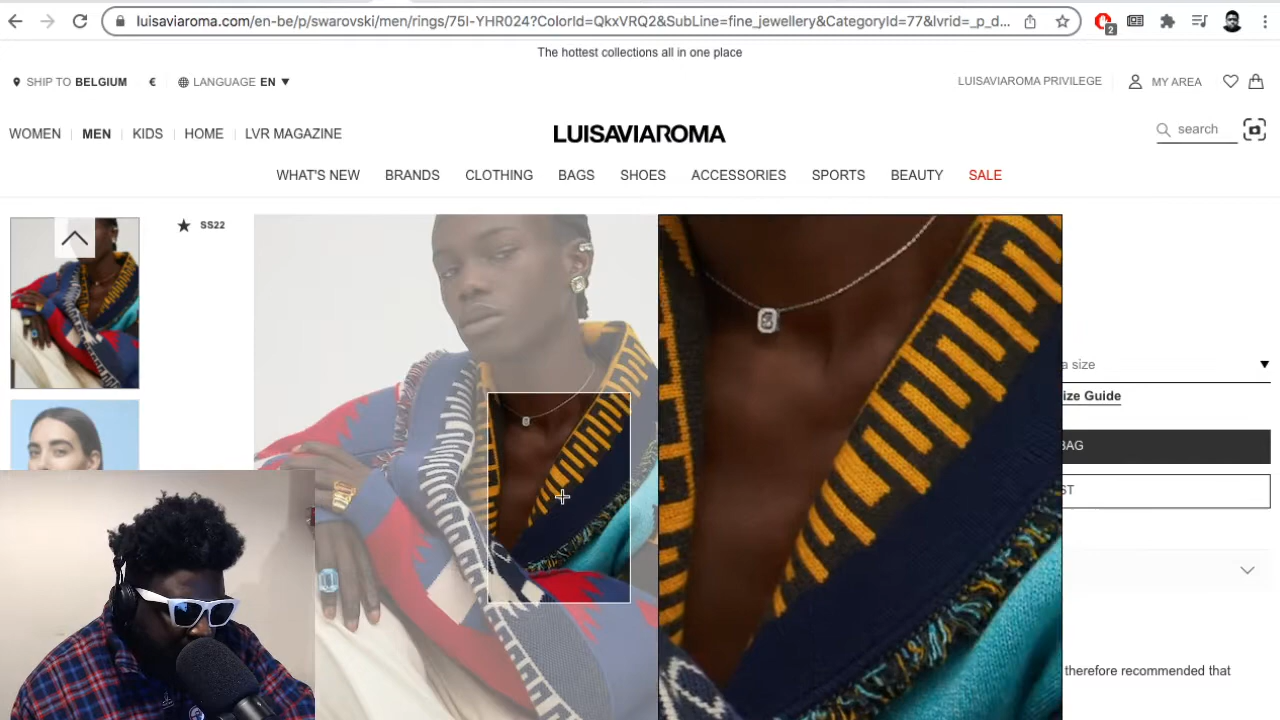 luisaviaroma.com/en-be/p/swarovski/men/rings/75I-YHR024?ColorId=QkxVRQ2&SubLine=fine_jewellery&CategoryId=77&lvrid=_p_d...
2
The hottest collections all in one place
SHIP TO BELGIUM € LANGUAGE EN
LUISAVIAROMA PRIVILEGE MY AREA
WOMEN MEN KIDS HOME LVR MAGAZINE
LUISAVIAROMA
search
WHAT'S NEW BRANDS CLOTHING BAGS SHOES ACCESSORIES SPORTS BEAUTY SALE
SS22
a size
ize Guide
BAG
ST
therefore recommended that